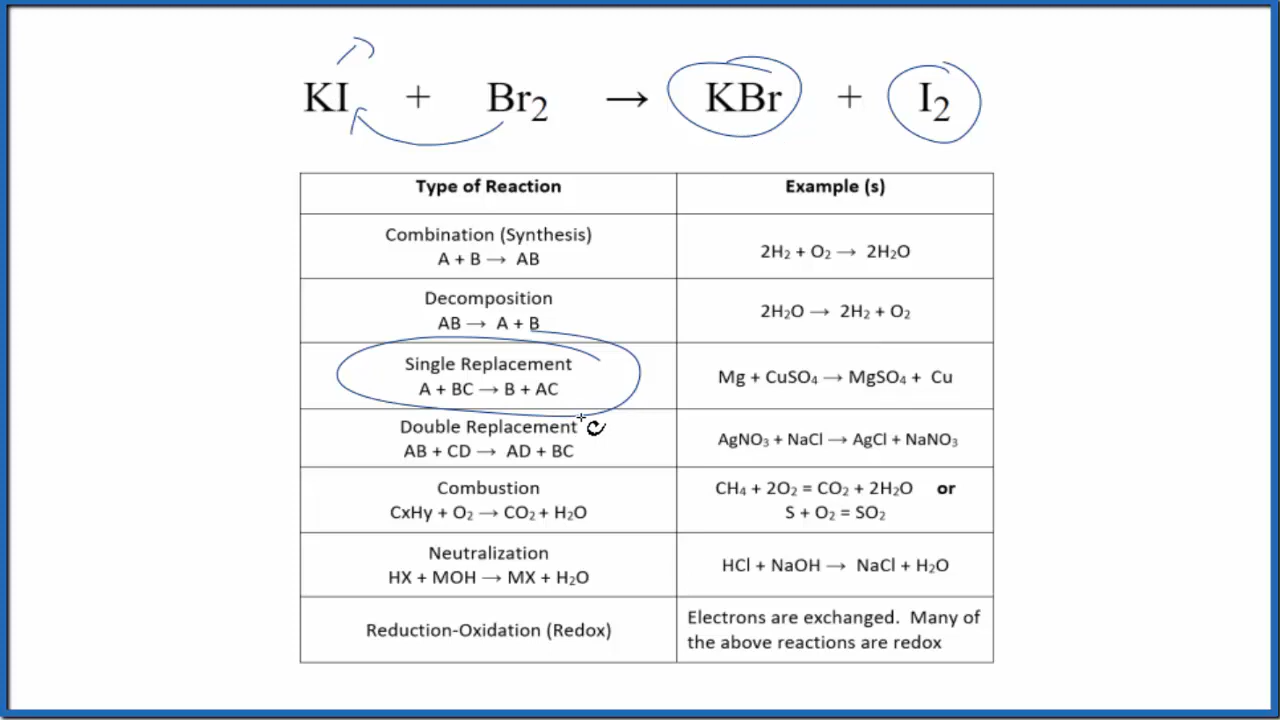 KI + Br₂ → KBr + I₂
Type of Reaction Example (s)
Combination (Synthesis)
A + B → AB
2H₂ + O₂ → 2H₂O
Decomposition
AB → A + B
2H₂O → 2H₂ + O₂
Single Replacement
A + BC → B + AC
Mg + CuSO₄ → MgSO₄ + Cu
Double Replacement
AB + CD → AD + BC
AgNO₃ + NaCl → AgCl + NaNO₃
Combustion
CxHy + O₂ → CO₂ + H₂O
CH₄ + 2O₂ = CO₂ + 2H₂O or
S + O₂ = SO₂
Neutralization
HX + MOH → MX + H₂O
HCl + NaOH → NaCl + H₂O
Reduction-Oxidation (Redox)
Electrons are exchanged. Many of
the above reactions are redox